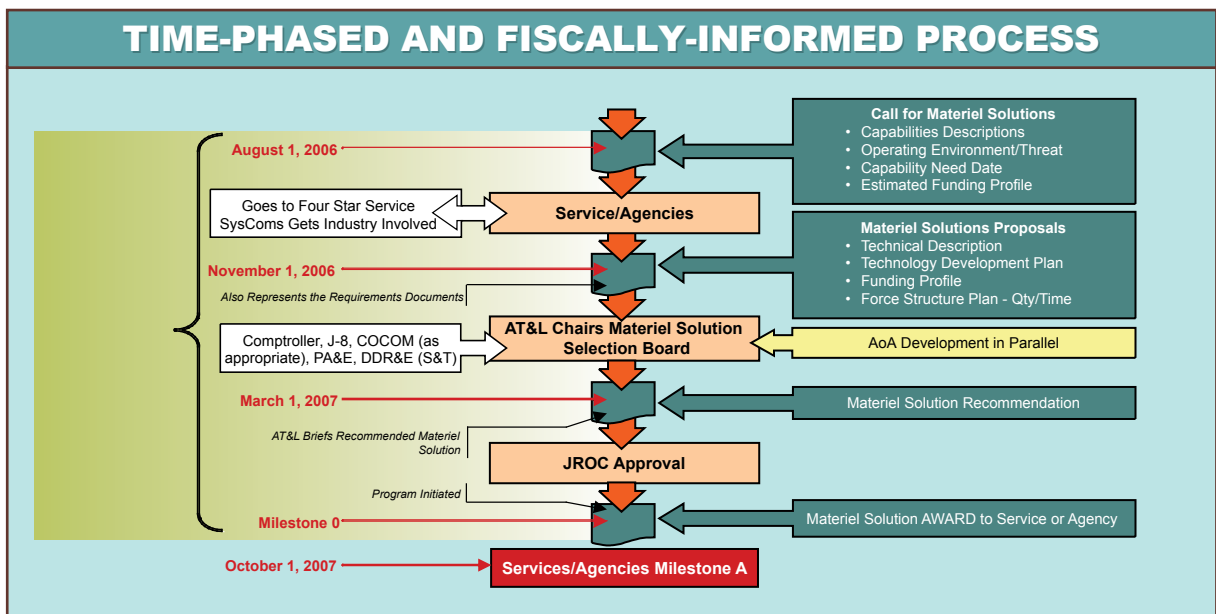 TIME-PHASED AND FISCALLY-INFORMED PROCESS
August 1, 2006
Call for Materiel Solutions
• Capabilities Descriptions
• Operating Environment/Threat
• Capability Need Date
• Estimated Funding Profile
Goes to Four Star Service
SysComs Gets Industry Involved
Service/Agencies
Materiel Solutions Proposals
• Technical Description
• Technology Development Plan
• Funding Profile
• Force Structure Plan - Qty/Time
November 1, 2006
Also Represents the Requirements Documents
Comptroller, J-8, COCOM (as
appropriate), PA&E, DDR&E (S&T)
AT&L Chairs Materiel Solution
Selection Board
AoA Development in Parallel
March 1, 2007
Materiel Solution Recommendation
AT&L Briefs Recommended Materiel
Solution
JROC Approval
Program Initiated
Milestone 0
Materiel Solution AWARD to Service or Agency
October 1, 2007
Services/Agencies Milestone A